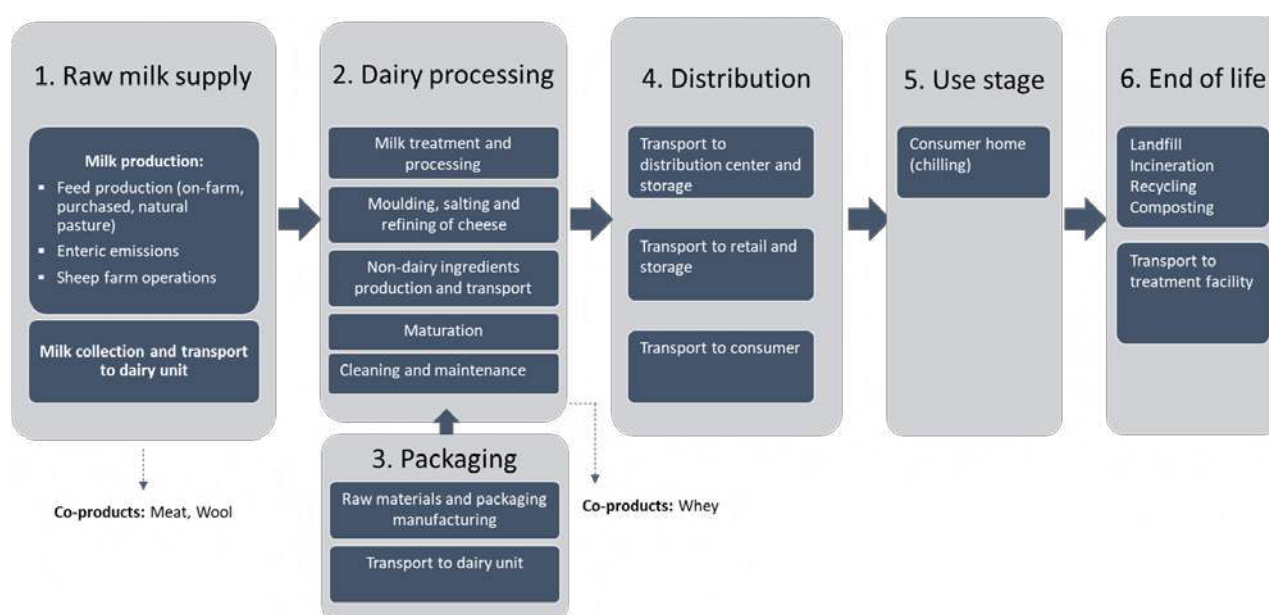 1. Raw milk supply
Milk production:
▪ Feed production (on-farm,
purchased, natural
pasture)
▪ Enteric emissions
▪ Sheep farm operations
Milk collection and transport
to dairy unit
Co-products: Meat, Wool
2. Dairy processing
Milk treatment and
processing
Moulding, salting and
refining of cheese
Non-dairy ingredients
production and transport
Maturation
Cleaning and maintenance
Co-products: Whey
3. Packaging
Raw materials and packaging
manufacturing
Transport to dairy unit
4. Distribution
Transport to
distribution center and
storage
Transport to retail and
storage
Transport to consumer
5. Use stage
Consumer home
(chilling)
6. End of life
Landfill
Incineration
Recycling
Composting
Transport to
treatment facility